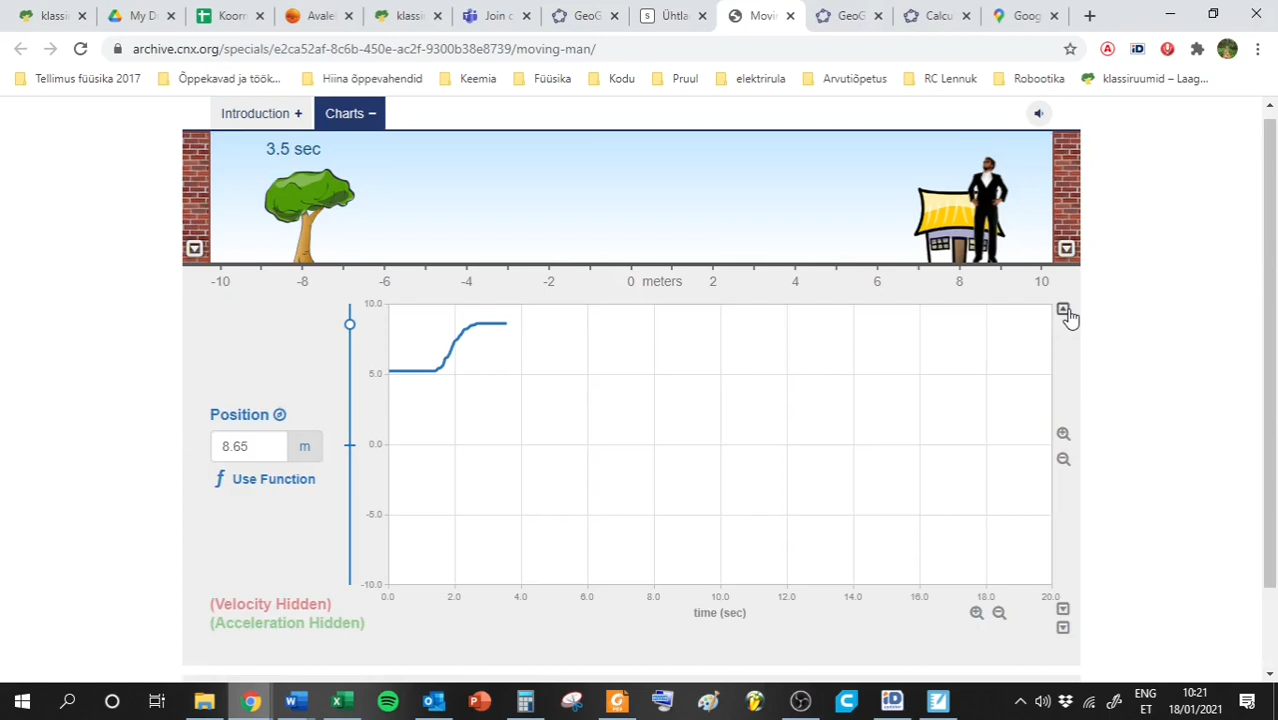 klassi
My D
Koorn
Avale
klassi
Join c
GeoG
Ühtla
Movin
GeoG
Calcu
Goog
archive.cnx.org/specials/e2ca52af-8c6b-450e-ac2f-9300b38e8739/moving-man/
Tellimus füüsika 2017
Õppekavad ja töök...
Hiina õppevahendid
Keemia
Füüsika
Kodu
Pruul
elektrirula
Arvutiõpetus
RC Lennuk
Robootika
klassiruumid – Laag...
Introduction +
Charts −
3.5 sec
-10 -8 -6 -4 -2 0 meters 2 4 6 8 10
10.0
5.0
Position
8.65 m
0.0
ƒ Use Function
-5.0
-10.0
0.0 2.0 4.0 6.0 8.0 10.0 12.0 14.0 16.0 18.0 20.0
(Velocity Hidden)
time (sec)
(Acceleration Hidden)
ENG
ET
10:21
18/01/2021